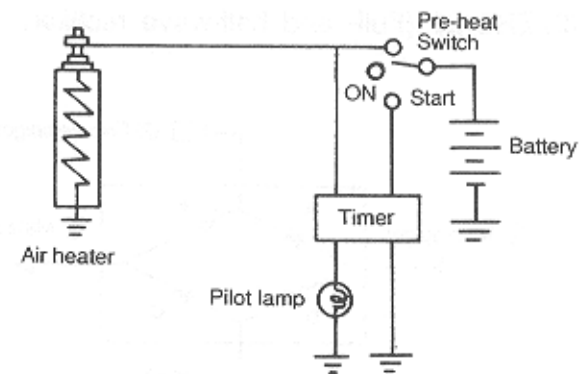 Pre-heat
Switch
ON
Start
Battery
Timer
Air heater
Pilot lamp